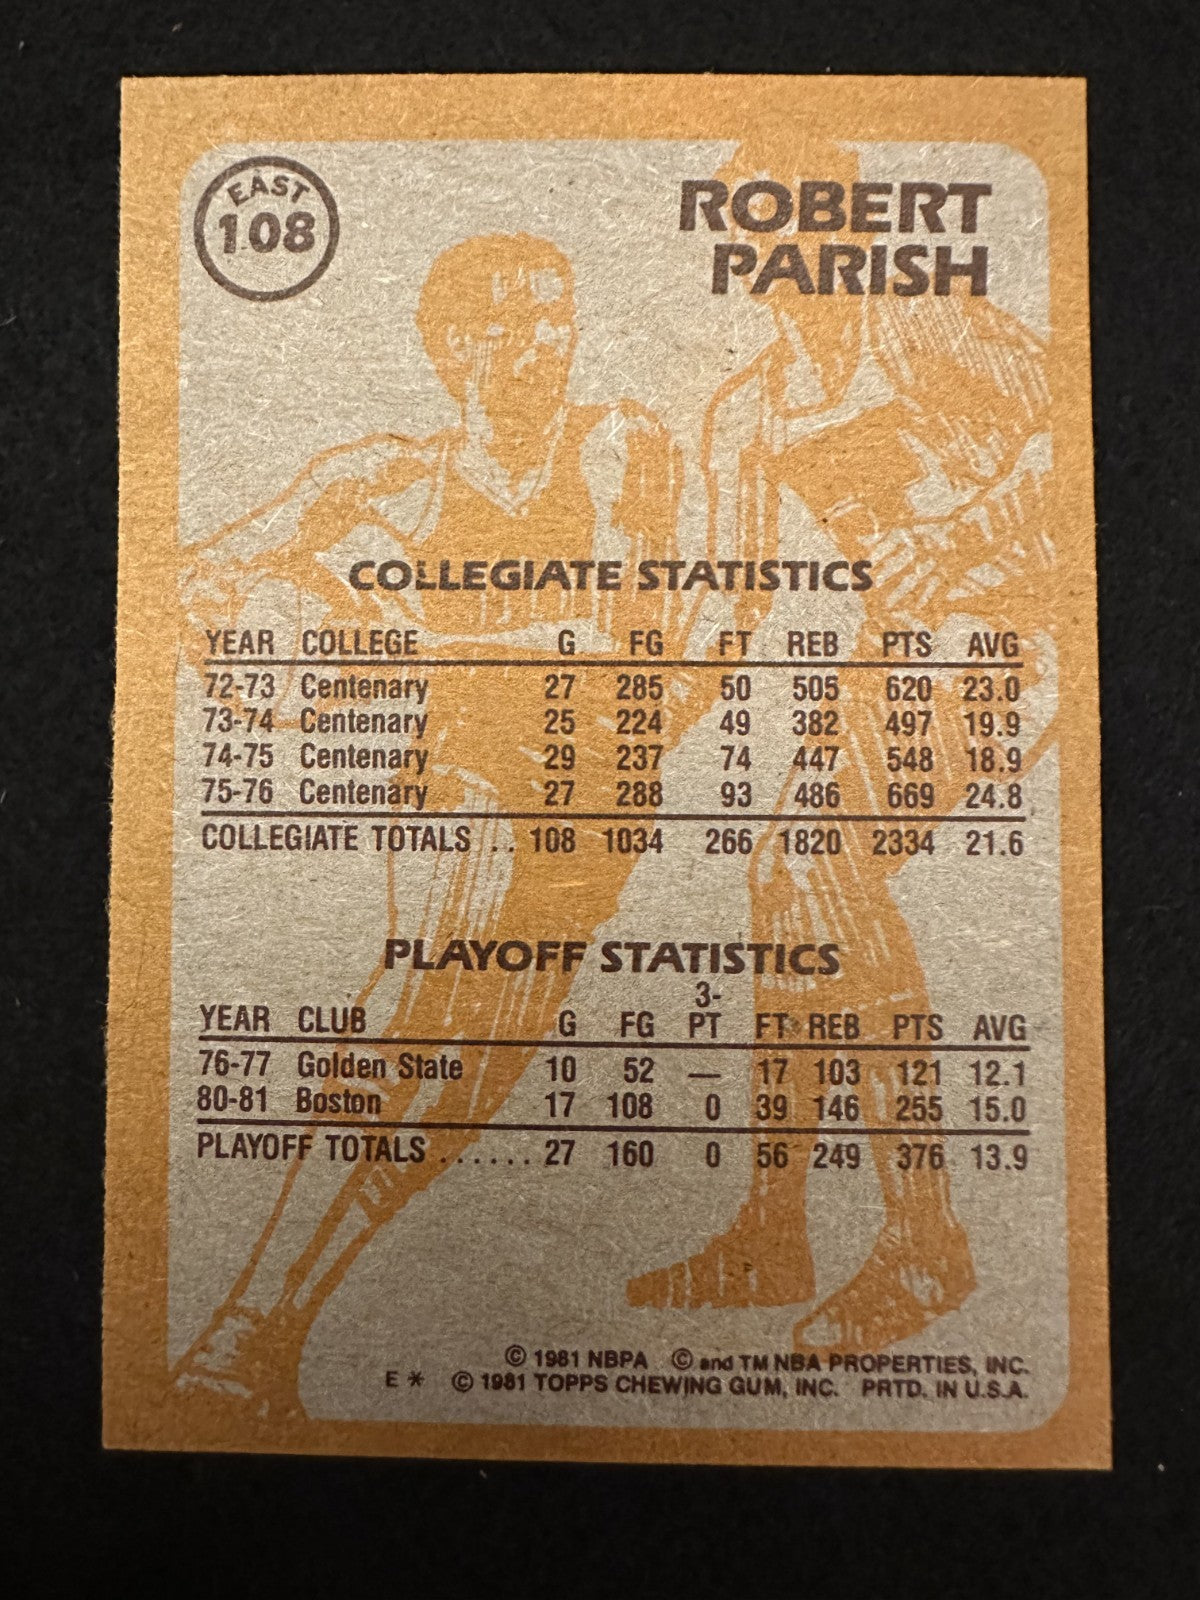 EAST
108
ROBERT
PARISH
COLLEGIATE STATISTICS
YEAR COLLEGE G FG FT REB PTS AVG
72-73 Centenary 27 285 50 505 620 23.0
73-74 Centenary 25 224 49 382 497 19.9
74-75 Centenary 29 237 74 447 548 18.9
75-76 Centenary 27 288 93 486 669 24.8
COLLEGIATE TOTALS .. 108 1034 266 1820 2334 21.6
PLAYOFF STATISTICS
3-
YEAR CLUB G FG PT FT REB PTS AVG
76-77 Golden State 10 52 — 17 103 121 12.1
80-81 Boston 17 108 0 39 146 255 15.0
PLAYOFF TOTALS ...... 27 160 0 56 249 376 13.9
© 1981 NBPA © and TM NBA PROPERTIES, INC.
E * © 1981 TOPPS CHEWING GUM, INC. PRTD. IN U.S.A.